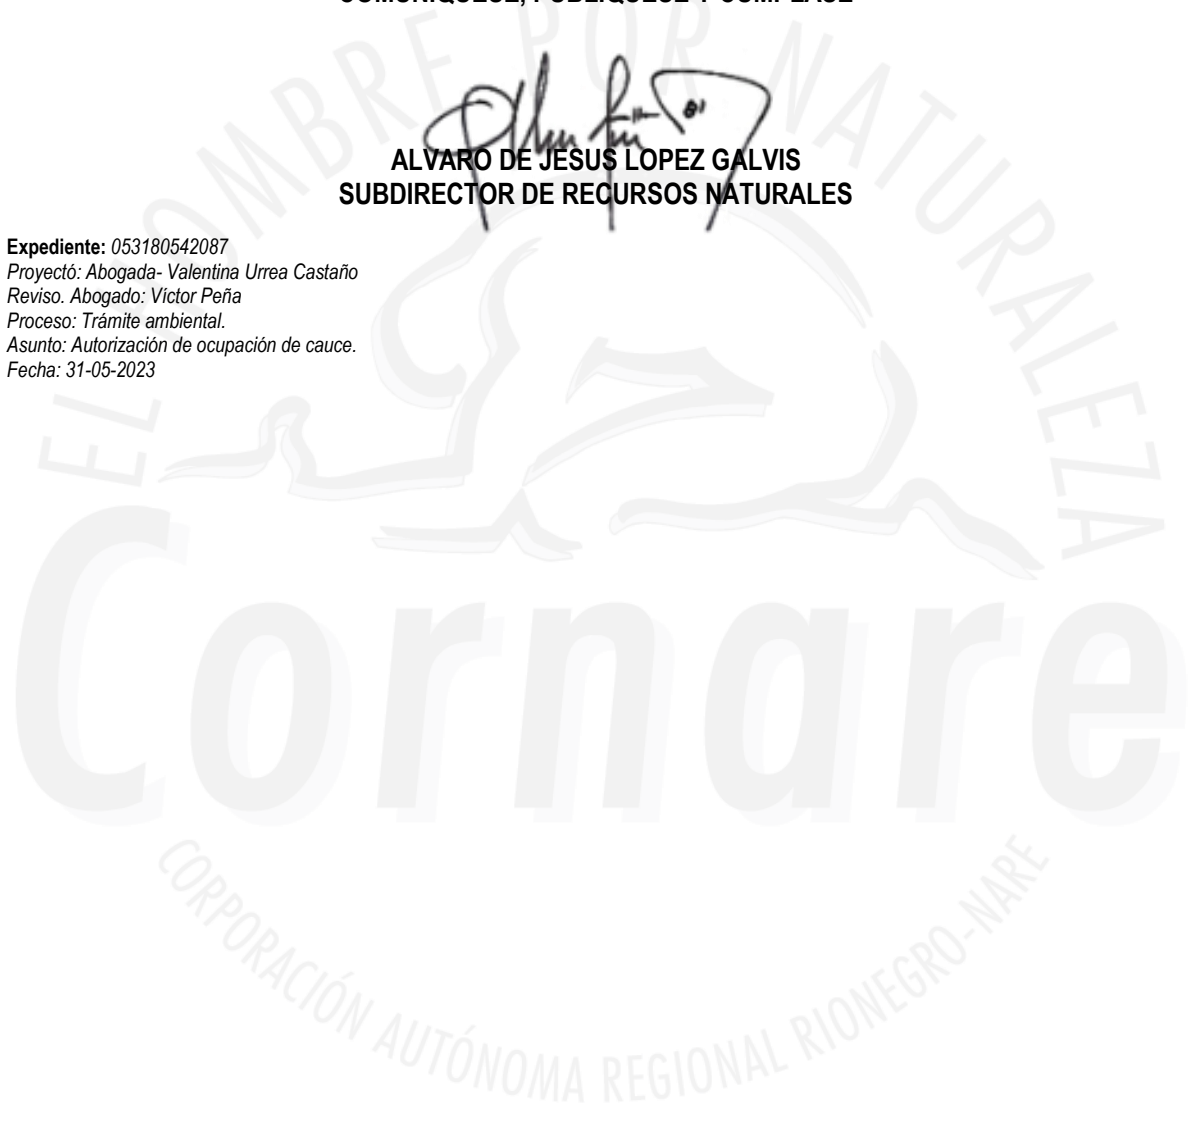 COMUNÍQUESE, PUBLÍQUESE Y CÚMPLASE
ALVARO DE JESUS LOPEZ GALVIS
SUBDIRECTOR DE RECURSOS NATURALES
Expediente: 053180542087
Proyectó: Abogada- Valentina Urrea Castaño
Reviso. Abogado: Víctor Peña
Proceso: Trámite ambiental.
Asunto: Autorización de ocupación de cauce.
Fecha: 31-05-2023
EL HOMBRE POR NATURALEZA
Cornare
CORPORACIÓN AUTÓNOMA REGIONAL RIONEGRO-NARE